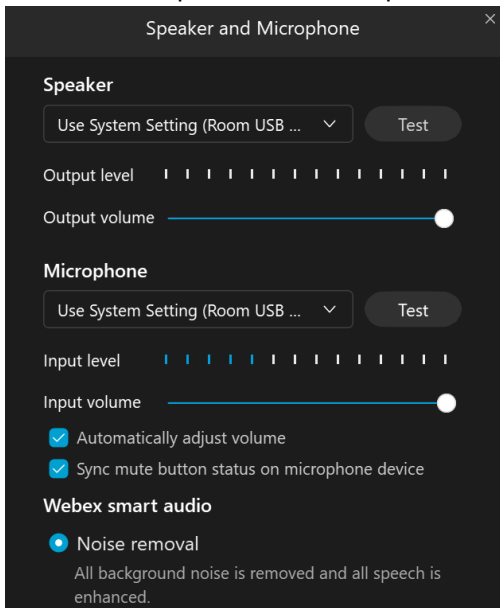 Speaker and Microphone
Speaker
Use System Setting (Room USB ...
Test
Output level
Output volume
Microphone
Use System Setting (Room USB ...
Test
Input level
Input volume
Automatically adjust volume
Sync mute button status on microphone device
Webex smart audio
Noise removal
All background noise is removed and all speech is
enhanced.